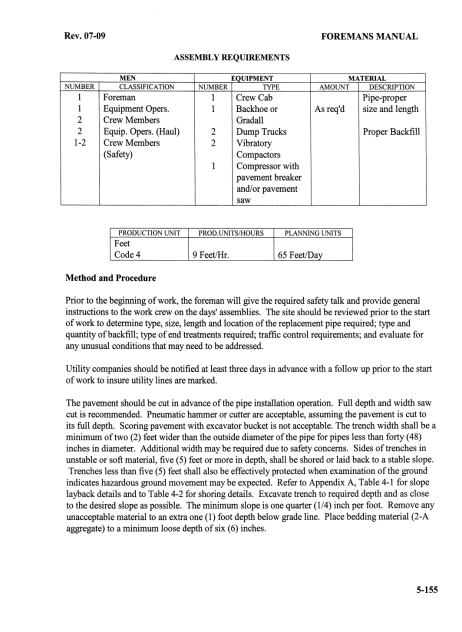 Rev. 07-09 FOREMANS MANUAL
ASSEMBLY REQUIREMENTS
MEN EQUIPMENT MATERIAL
NUMBER CLASSIFICATION NUMBER TYPE AMOUNT DESCRIPTION
1 Foreman 1 Crew Cab Pipe-proper
1 Equipment Opers. 1 Backhoe or As req'd size and length
2 Crew Members Gradall
2 Equip. Opers. (Haul) 2 Dump Trucks Proper Backfill
1-2 Crew Members 2 Vibratory
(Safety) Compactors
1 Compressor with
pavement breaker
and/or pavement
saw
PRODUCTION UNIT PROD.UNITS/HOURS PLANNING UNITS
Feet
Code 4 9 Feet/Hr. 65 Feet/Day
Method and Procedure
Prior to the beginning of work, the foreman will give the required safety talk and provide general
instructions to the work crew on the days' assemblies. The site should be reviewed prior to the start
of work to determine type, size, length and location of the replacement pipe required; type and
quantity of backfill; type of end treatments required; traffic control requirements; and evaluate for
any unusual conditions that may need to be addressed.
Utility companies should be notified at least three days in advance with a follow up prior to the start
of work to insure utility lines are marked.
The pavement should be cut in advance of the pipe installation operation. Full depth and width saw
cut is recommended. Pneumatic hammer or cutter are acceptable, assuming the pavement is cut to
its full depth. Scoring pavement with excavator bucket is not acceptable. The trench width shall be a
minimum of two (2) feet wider than the outside diameter of the pipe for pipes less than forty (48)
inches in diameter. Additional width may be required due to safety concerns. Sides of trenches in
unstable or soft material, five (5) feet or more in depth, shall be shored or laid back to a stable slope.
Trenches less than five (5) feet shall also be effectively protected when examination of the ground
indicates hazardous ground movement may be expected. Refer to Appendix A, Table 4-1 for slope
layback details and to Table 4-2 for shoring details. Excavate trench to required depth and as close
to the desired slope as possible. The minimum slope is one quarter (1/4) inch per foot. Remove any
unacceptable material to an extra one (1) foot depth below grade line. Place bedding material (2-A
aggregate) to a minimum loose depth of six (6) inches.
5-155